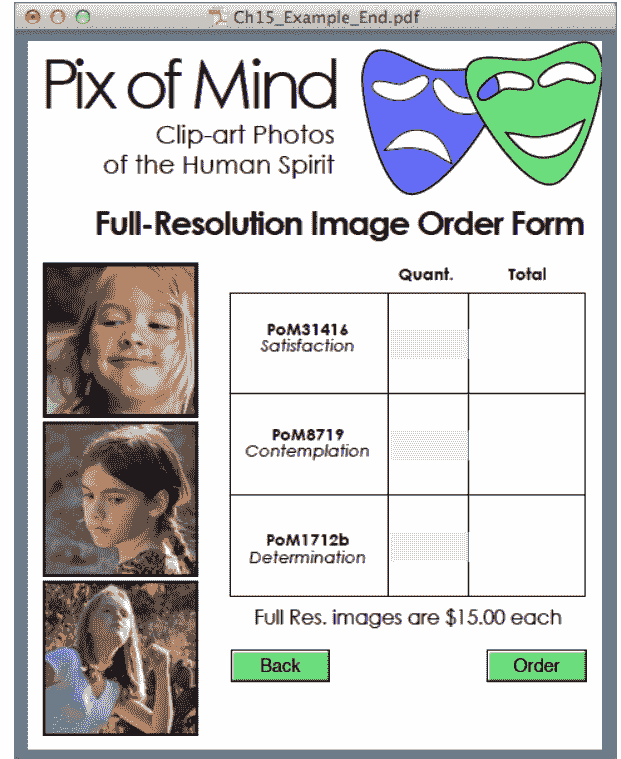 Ch15_Example_End.pdf
Pix of Mind
Clip-art Photos
of the Human Spirit
Full-Resolution Image Order Form
Quant. Total
PoM31416
Satisfaction
PoM8719
Contemplation
PoM1712b
Determination
Full Res. images are $15.00 each
Back Order